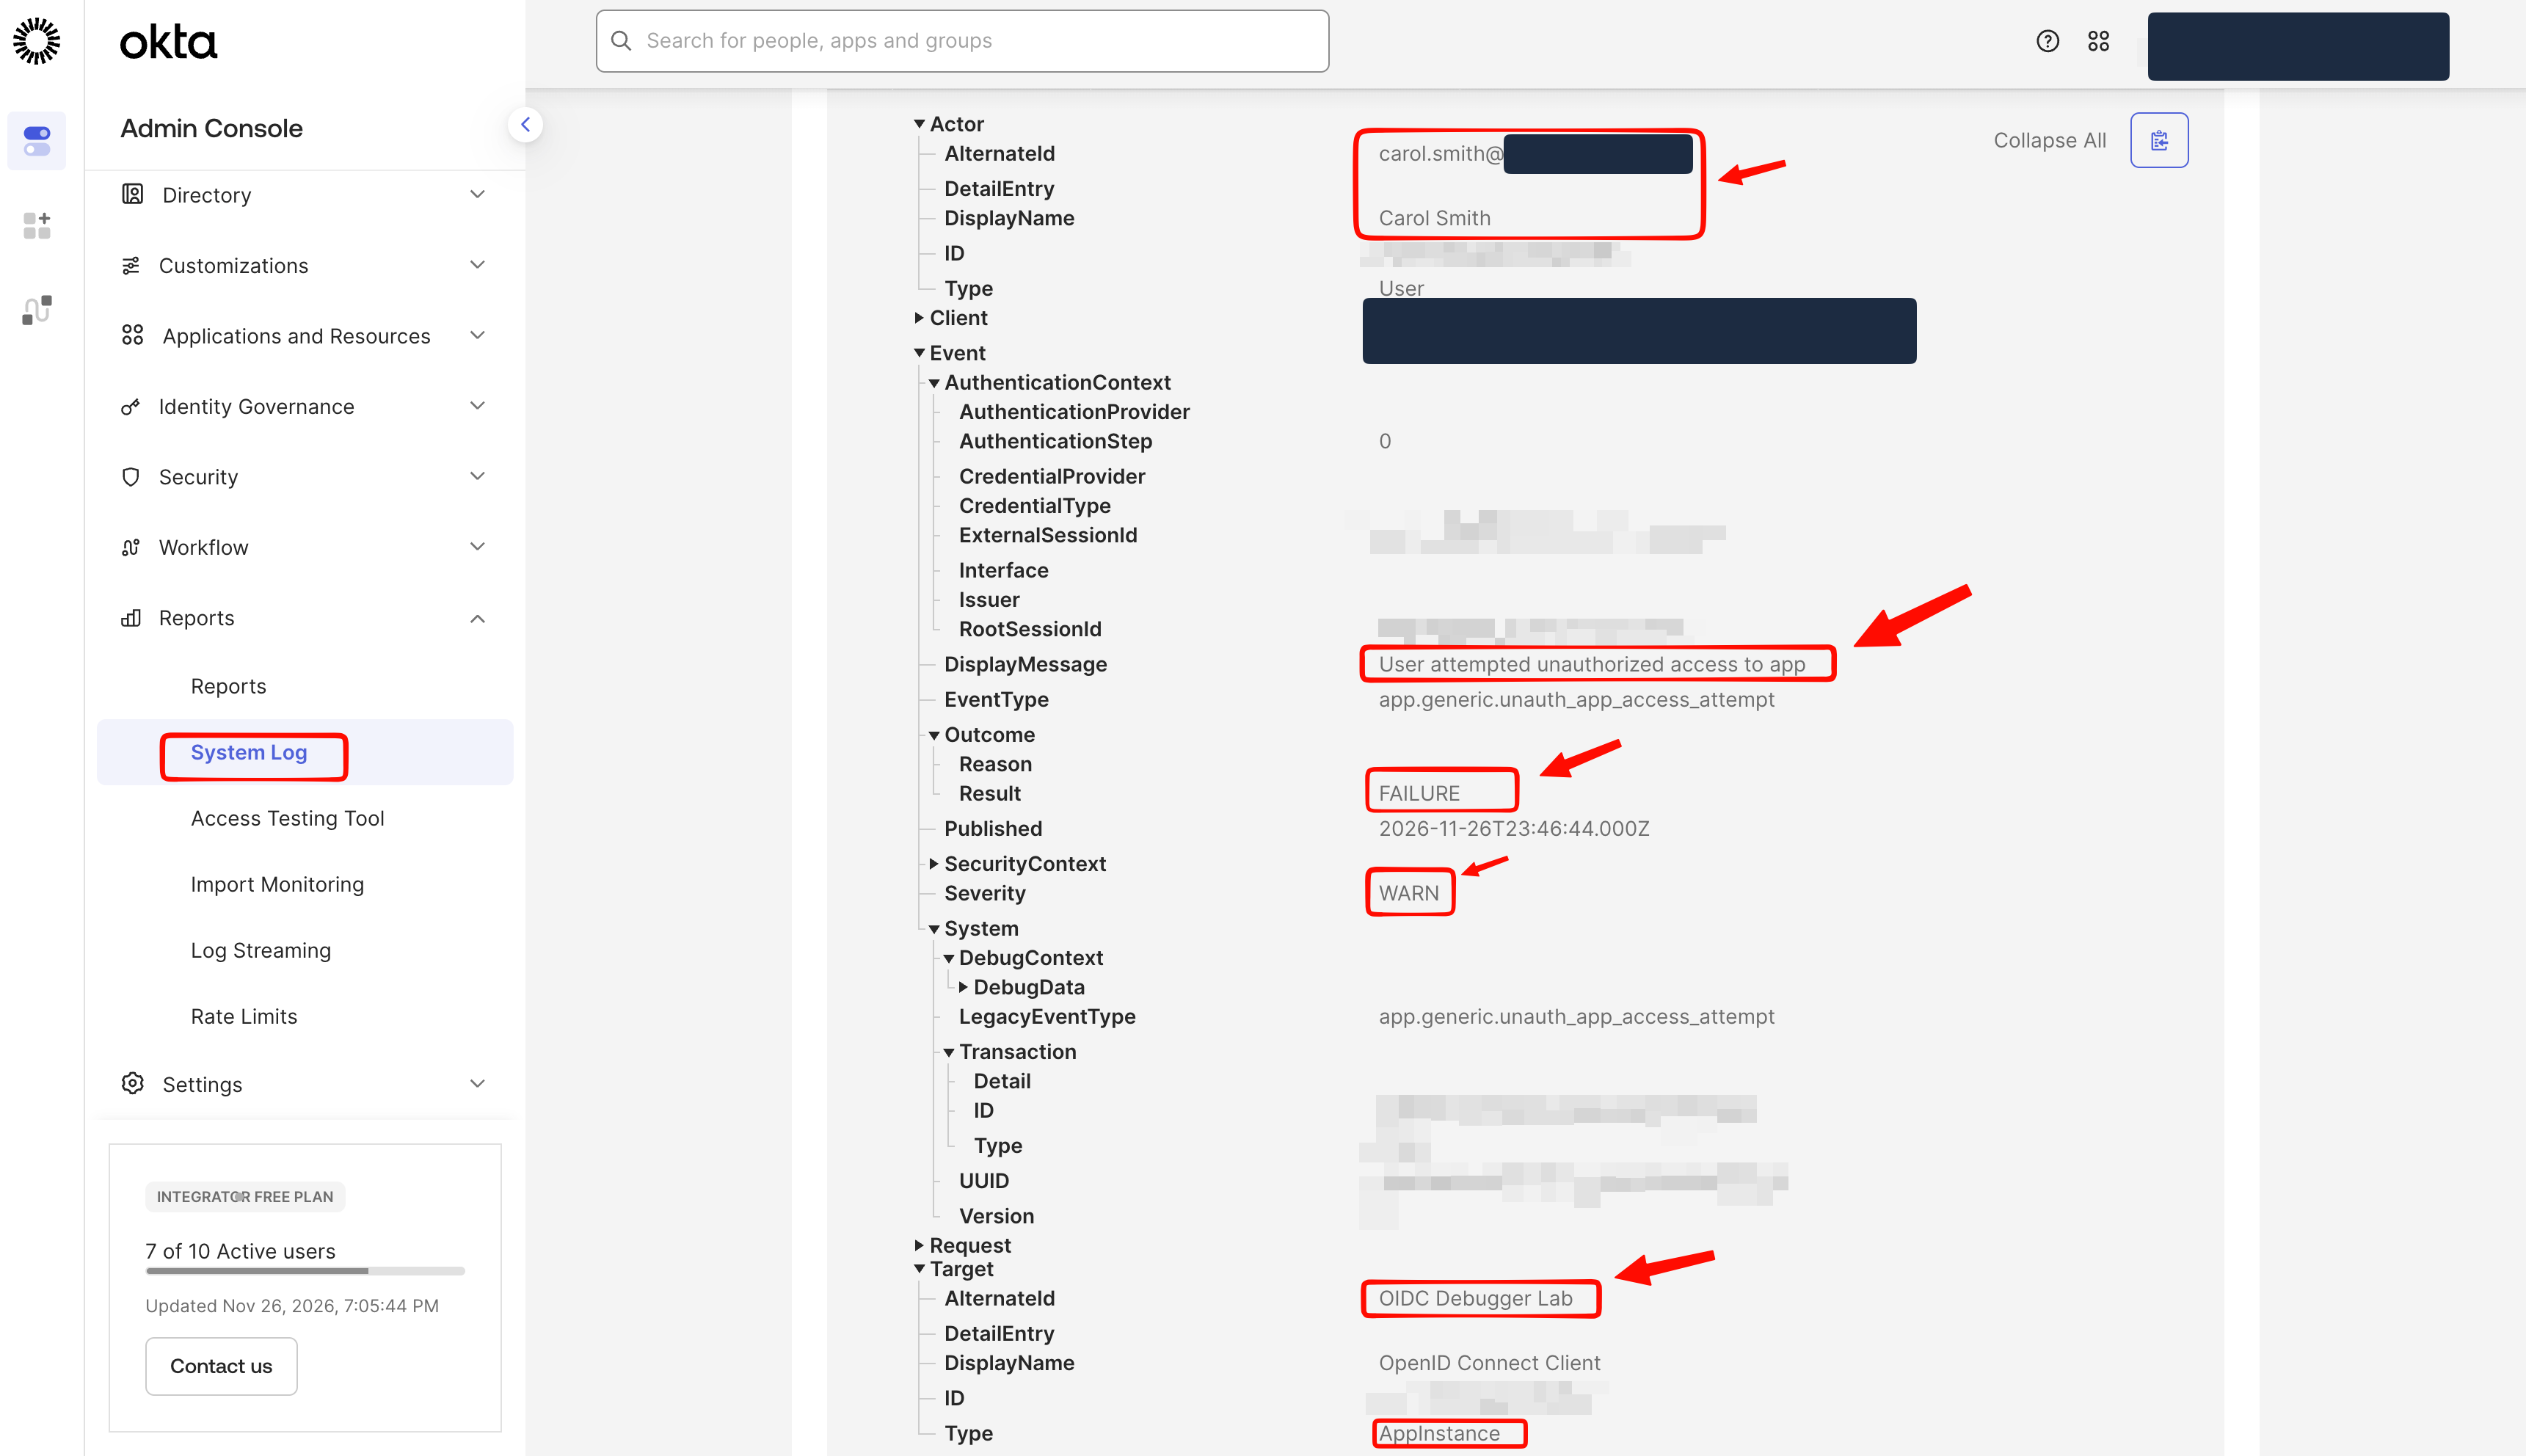 okta
Search for people, apps and groups
Admin Console
Directory
Customizations
Applications and Resources
Identity Governance
Security
Workflow
Reports
Reports
System Log
Access Testing Tool
Import Monitoring
Log Streaming
Rate Limits
Settings
INTEGRATOR FREE PLAN
7 of 10 Active users
Updated Nov 26, 2026, 7:05:44 PM
Contact us
Collapse All
Actor
AlternateId carol.smith@
DetailEntry
DisplayName Carol Smith
ID
Type User
Client
Event
AuthenticationContext
AuthenticationProvider
AuthenticationStep 0
CredentialProvider
CredentialType
ExternalSessionId
Interface
Issuer
RootSessionId
DisplayMessage User attempted unauthorized access to app
EventType app.generic.unauth_app_access_attempt
Outcome
Reason
Result FAILURE
Published 2026-11-26T23:46:44.000Z
SecurityContext
Severity WARN
System
DebugContext
DebugData
LegacyEventType app.generic.unauth_app_access_attempt
Transaction
Detail
ID
Type
UUID
Version
Request
Target
AlternateId OIDC Debugger Lab
DetailEntry
DisplayName OpenID Connect Client
ID
Type AppInstance